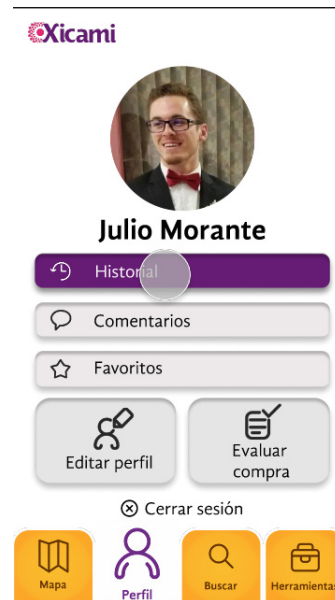 Xicami
Julio Morante
Historial
Comentarios
Favoritos
Editar perfil
Evaluar
compra
Cerrar sesión
Mapa
Perfil
Buscar
Herramientas